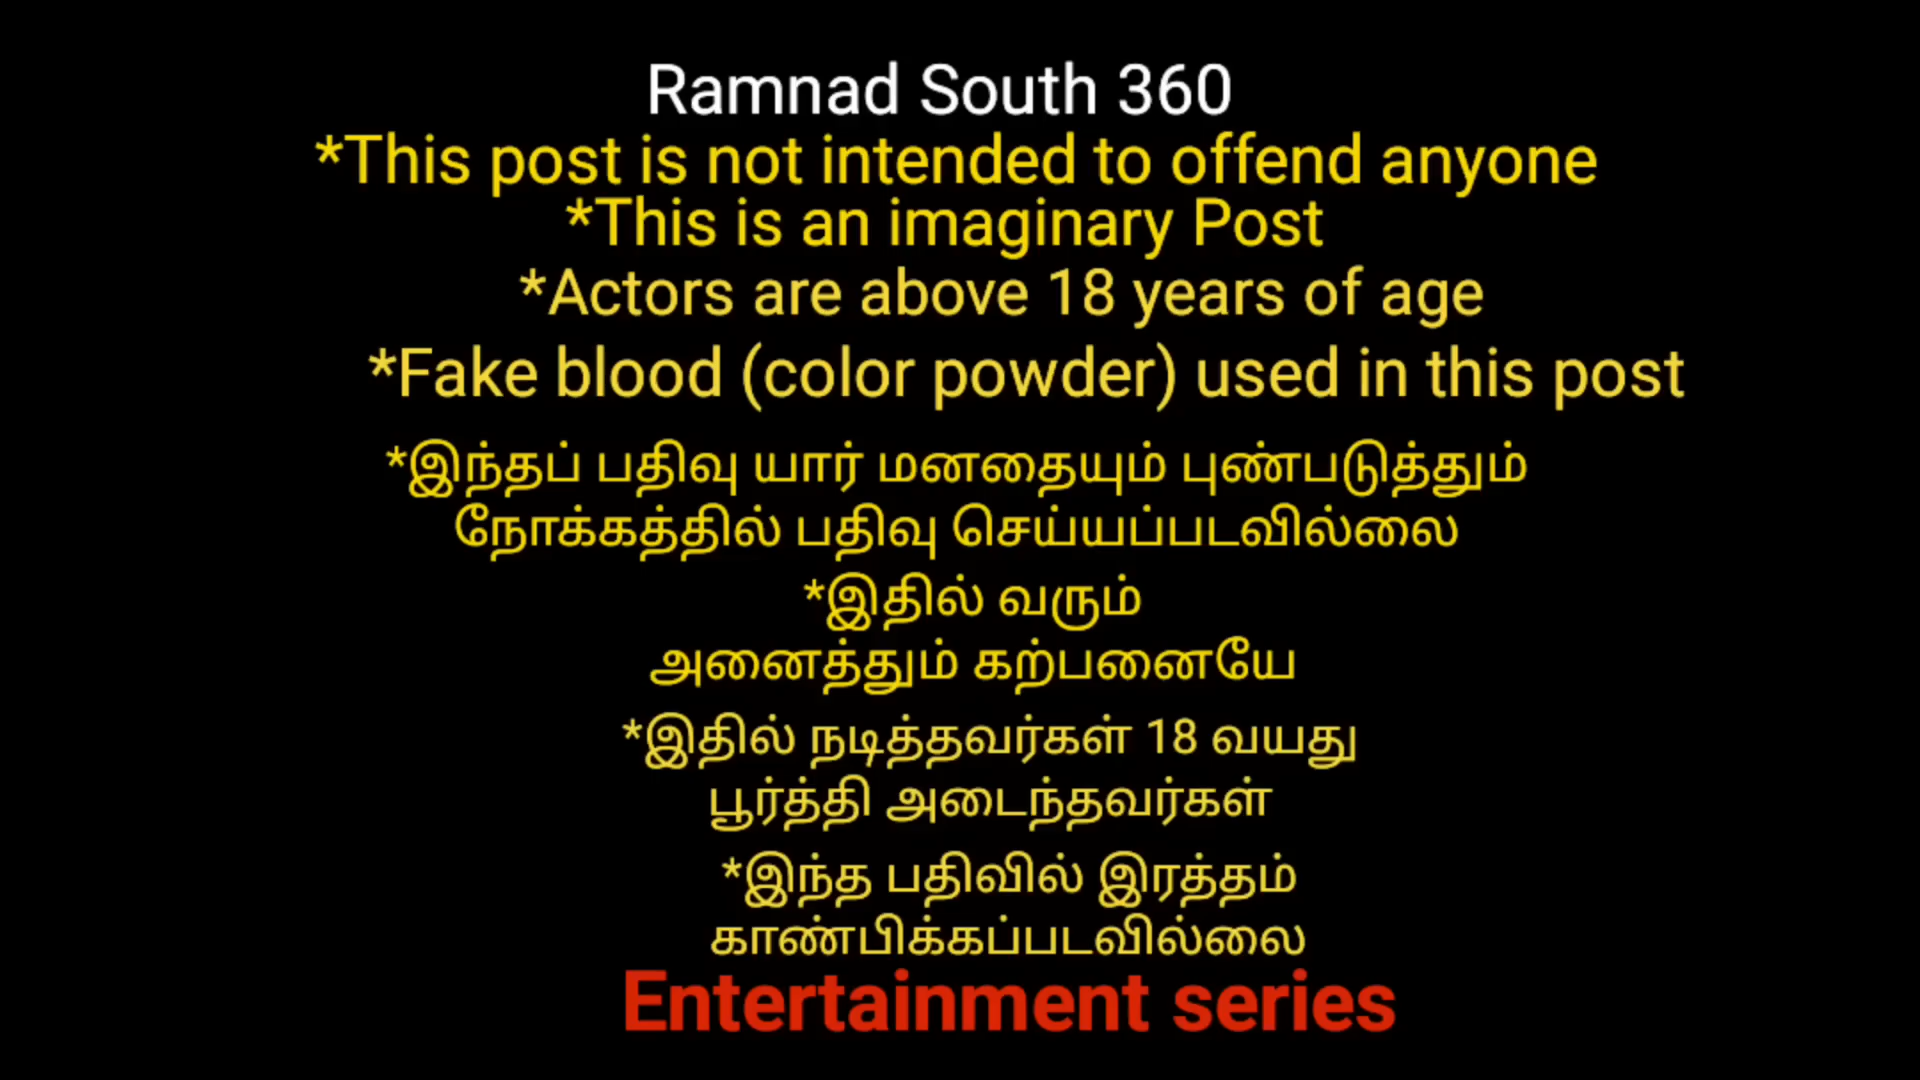 Ramnad South 360
*This post is not intended to offend anyone
*This is an imaginary Post
*Actors are above 18 years of age
*Fake blood (color powder) used in this post
*இந்தப் பதிவு யார் மனதையும் புண்படுத்தும்
நோக்கத்தில் பதிவு செய்யப்படவில்லை
*இதில் வரும்
அனைத்தும் கற்பனையே
*இதில் நடித்தவர்கள் 18 வயது
பூர்த்தி அடைந்தவர்கள்
*இந்த பதிவில் இரத்தம்
காண்பிக்கப்படவில்லை
Entertainment series